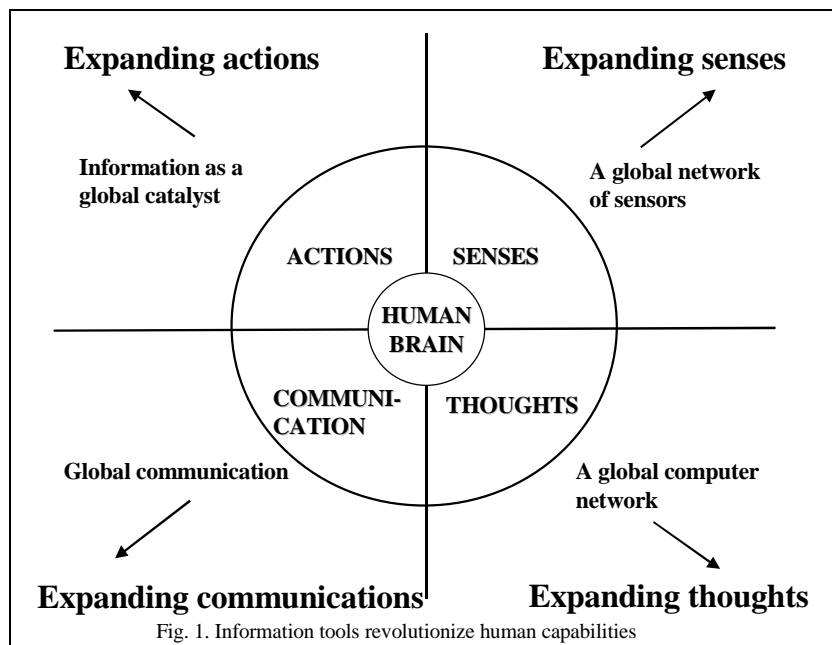 Expanding actions
Expanding senses
Information as a
global catalyst
A global network
of sensors
ACTIONS
SENSES
HUMAN
BRAIN
COMMUNI-
CATION
THOUGHTS
Global communication
A global computer
network
Expanding communications
Expanding thoughts
Fig. 1. Information tools revolutionize human capabilities